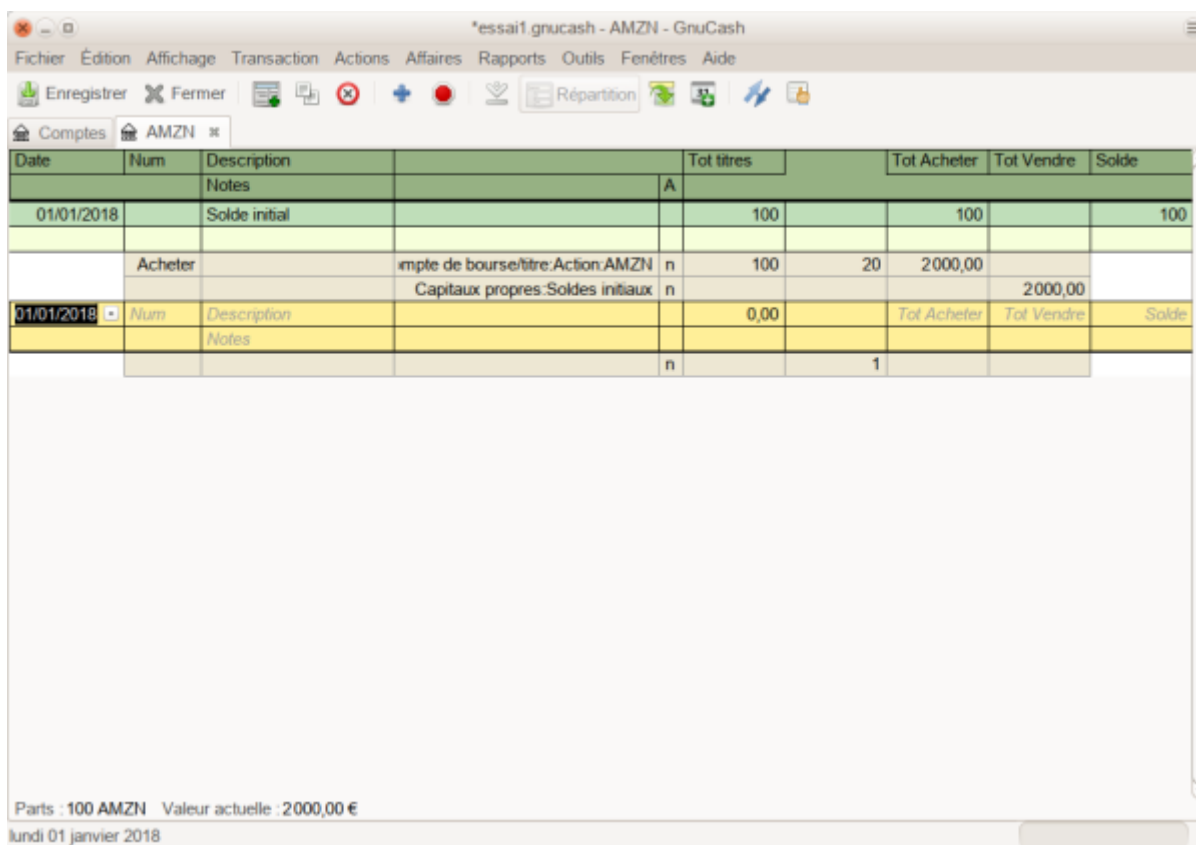 *essai1.gnucash - AMZN - GnuCash
Fichier Édition Affichage Transaction Actions Affaires Rapports Outils Fenêtres Aide
Enregistrer Fermer Répartition
Comptes AMZN
Date Num Description Tot titres Tot Acheter Tot Vendre Solde
Notes A
01/01/2018 Solde initial 100 100 100
Acheter mpte de bourse/titre:Action:AMZN n 100 20 2000,00
Capitaux propres:Soldes initiaux n 2000,00
01/01/2018 Num Description 0,00 Tot Acheter Tot Vendre Solde
Notes
n 1
Parts : 100 AMZN Valeur actuelle : 2000,00 €
lundi 01 janvier 2018